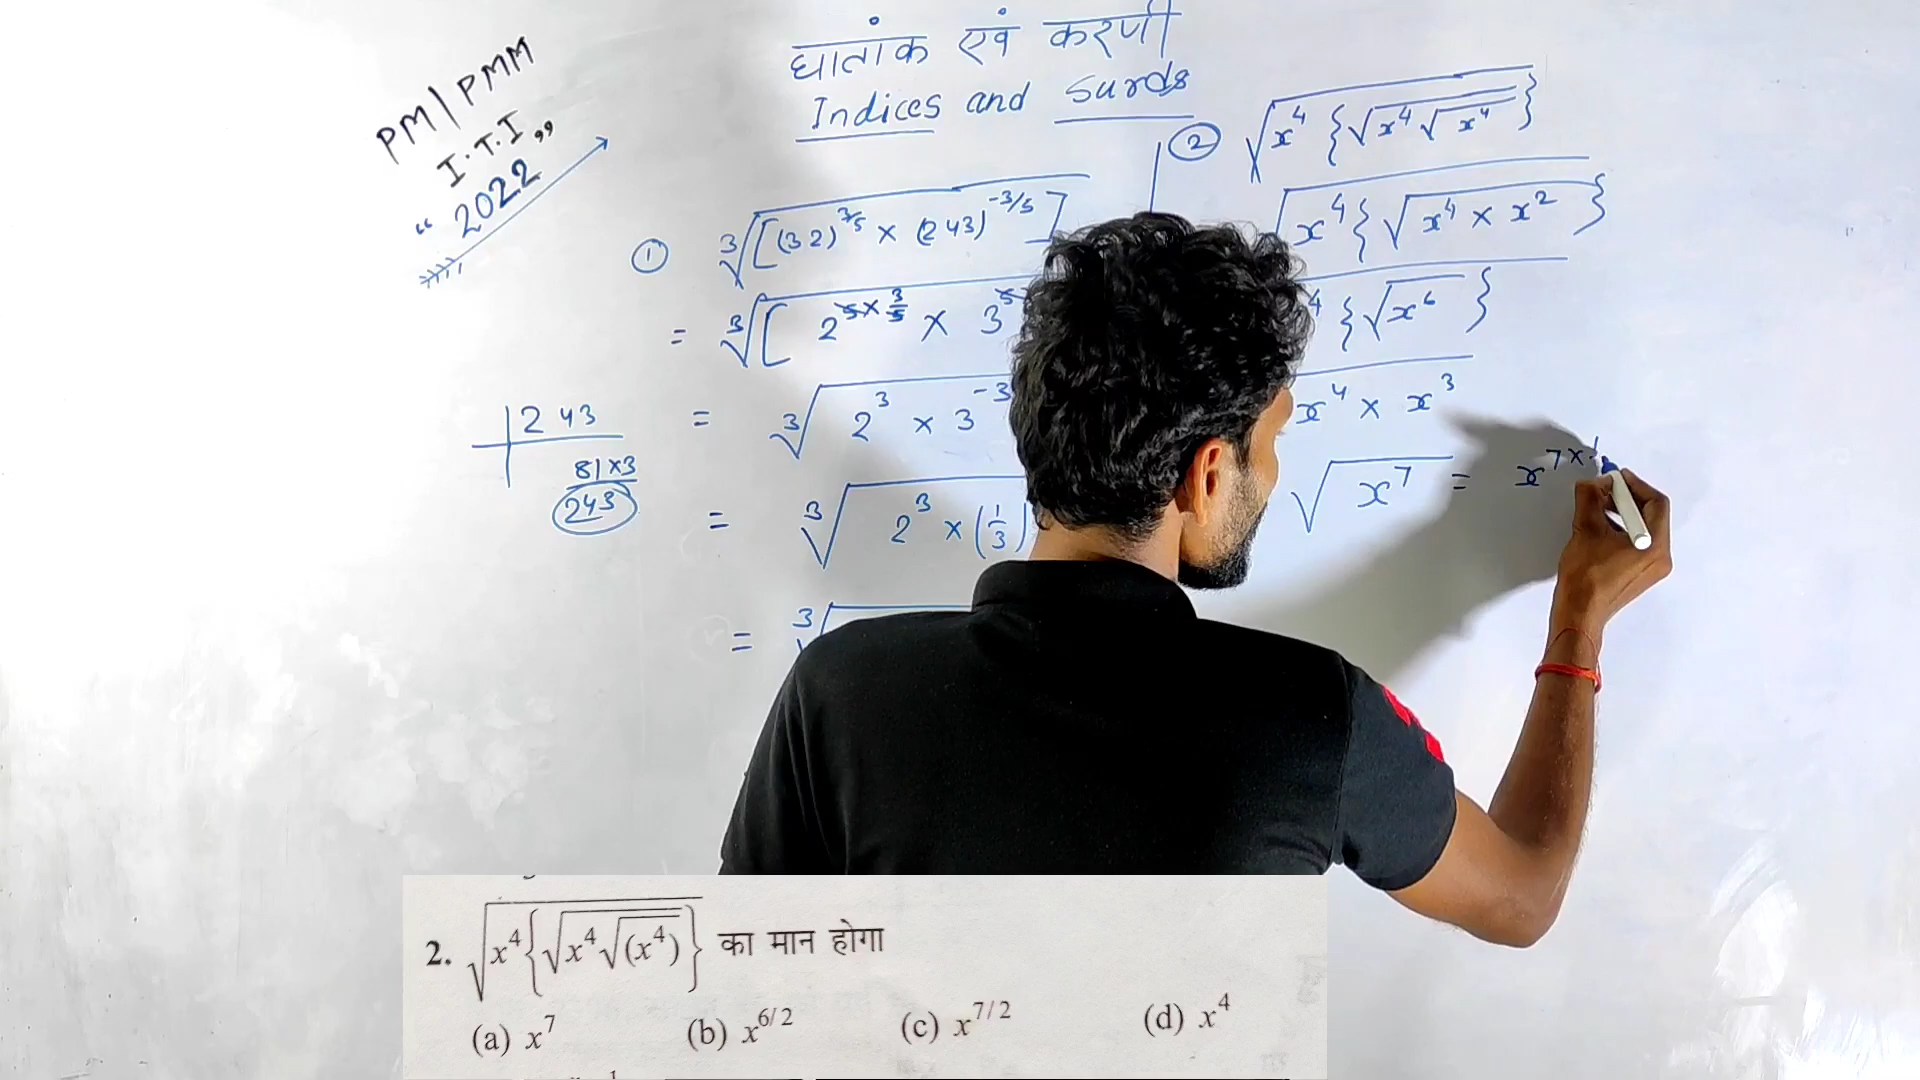 घातांक एवं करणी
Indices and Surds
PM/PMM
I.T.I,,
“2022
① ∛[(32)^3/5 × (243)^-3/5]
= ∛[2^5×3/5 × 3^5
= ∛2^3 × 3^-3
= ∛2^3 × (1/3)
= ∛
243
81×3
243
② √x^4{√x^4√x^4}
√x^4{√x^4 × x^2}
^4{√x^6}
x^4 × x^3
√x^7 = x^7×
2. √x^4{√x^4√(x^4)} का मान होगा
(a) x^7 (b) x^6/2 (c) x^7/2 (d) x^4